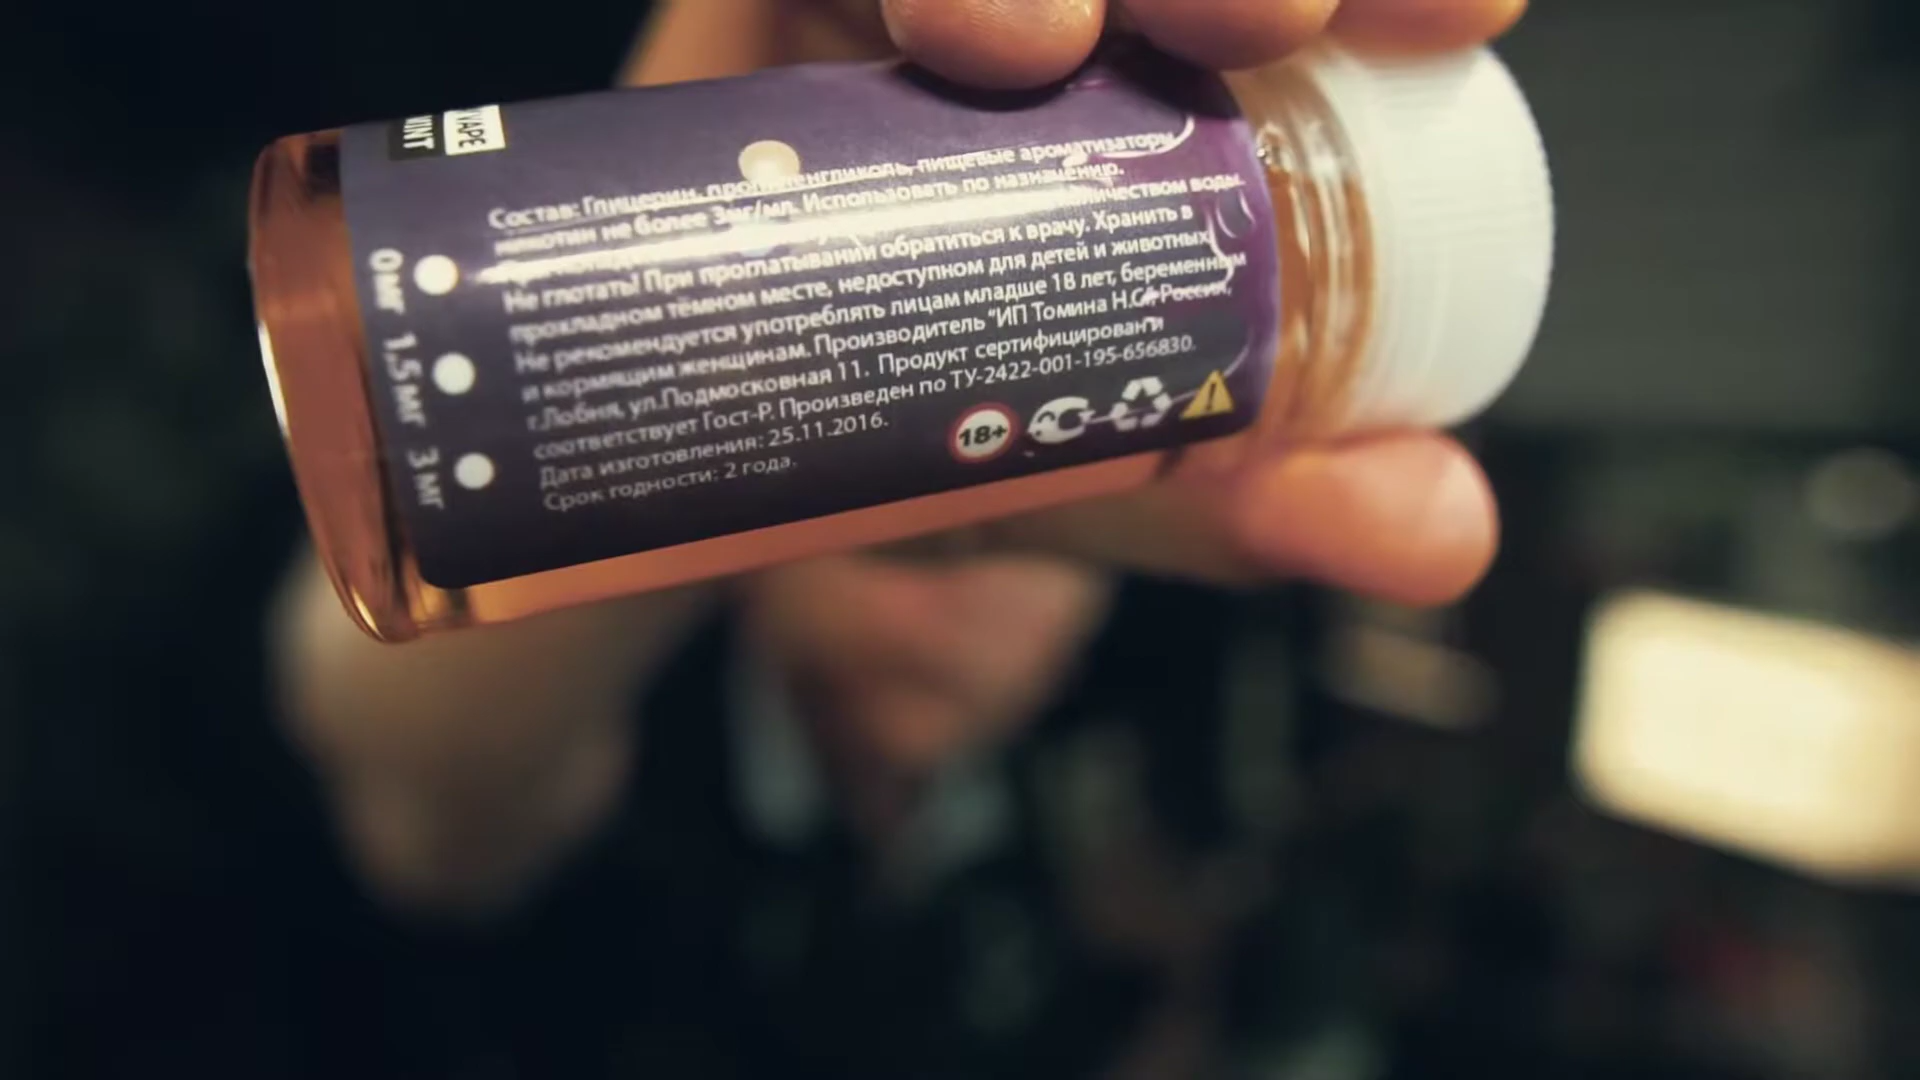 VAPE
0 мг
1,5 мг
3 мг
Состав: Глицерин, пропиленгликоль, пищевые ароматизаторы,
никотин не более 3мг/мл. Использовать по назначению.
количеством воды.
Не глотать! При проглатывании обратиться к врачу. Хранить в
прохладном тёмном месте, недоступном для детей и животных.
Не рекомендуется употреблять лицам младше 18 лет, беременным
и кормящим женщинам. Производитель "ИП Томина Н.С." Россия,
г.Лобня, ул.Подмосковная 11. Продукт сертифицирован и
соответствует Гост-Р. Произведен по ТУ-2422-001-195-656830.
Дата изготовления: 25.11.2016.
Срок годности: 2 года.
18+